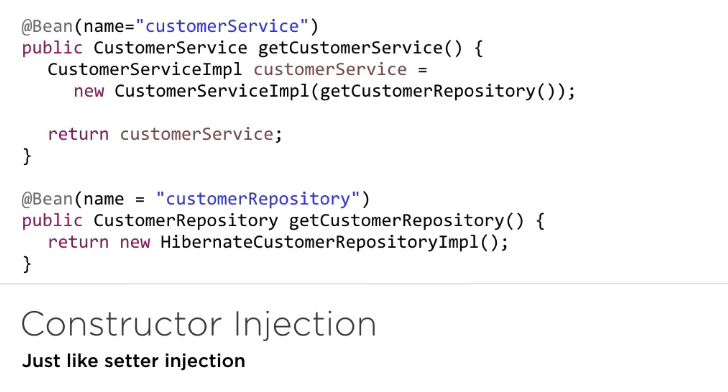 @Bean(name="customerService")
public CustomerService getCustomerService() {
CustomerServiceImpl customerService =
new CustomerServiceImpl(getCustomerRepository());
return customerService;
}
@Bean(name = "customerRepository")
public CustomerRepository getCustomerRepository() {
return new HibernateCustomerRepositoryImpl();
}
Constructor Injection
Just like setter injection